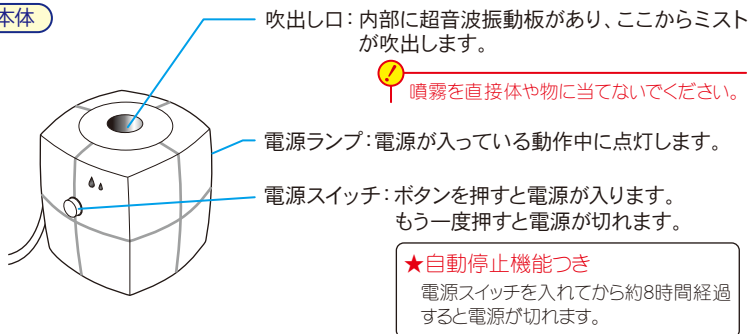 本体
吹出し口：内部に超音波振動板があり、ここからミスト
が吹出します。
噴霧を直接体や物に当てないでください。
電源ランプ：電源が入っている動作中に点灯します。
電源スイッチ：ボタンを押すと電源が入ります。
もう一度押すと電源が切れます。
★自動停止機能つき
電源スイッチを入れてから約8時間経過
すると電源が切れます。